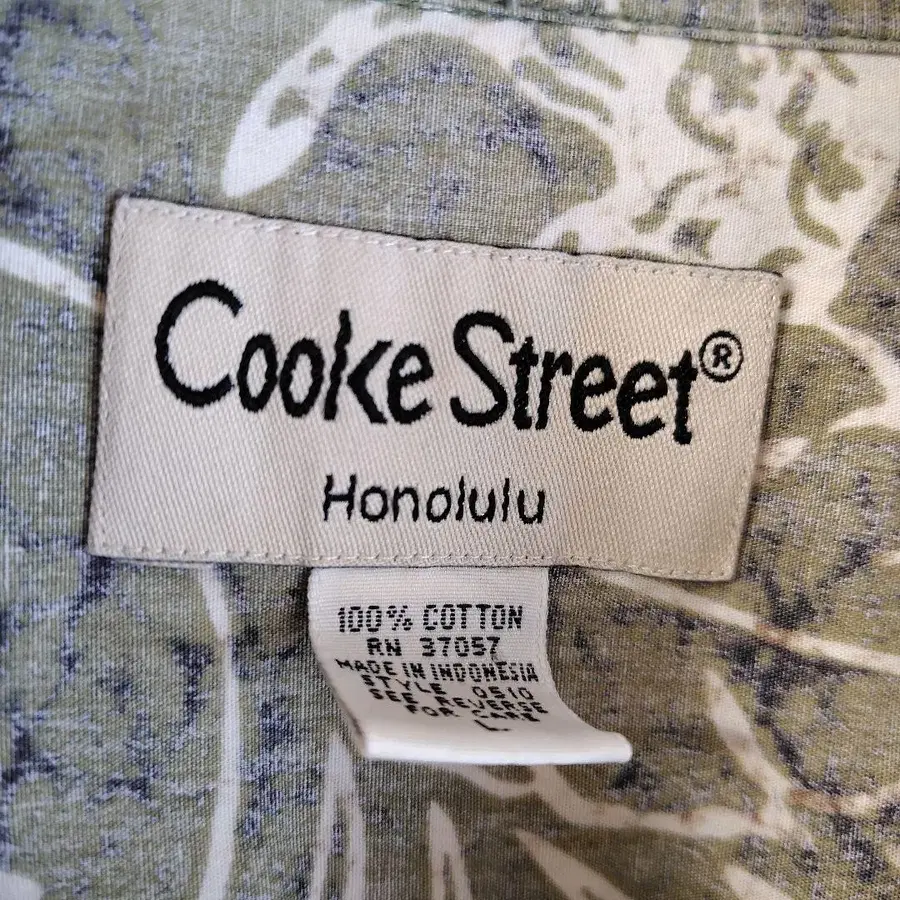 Cooke Street®
Honolulu
100% COTTON
RN 37057
MADE IN INDONESIA
STYLE 0510
SEE REVERSE
FOR CARE
L